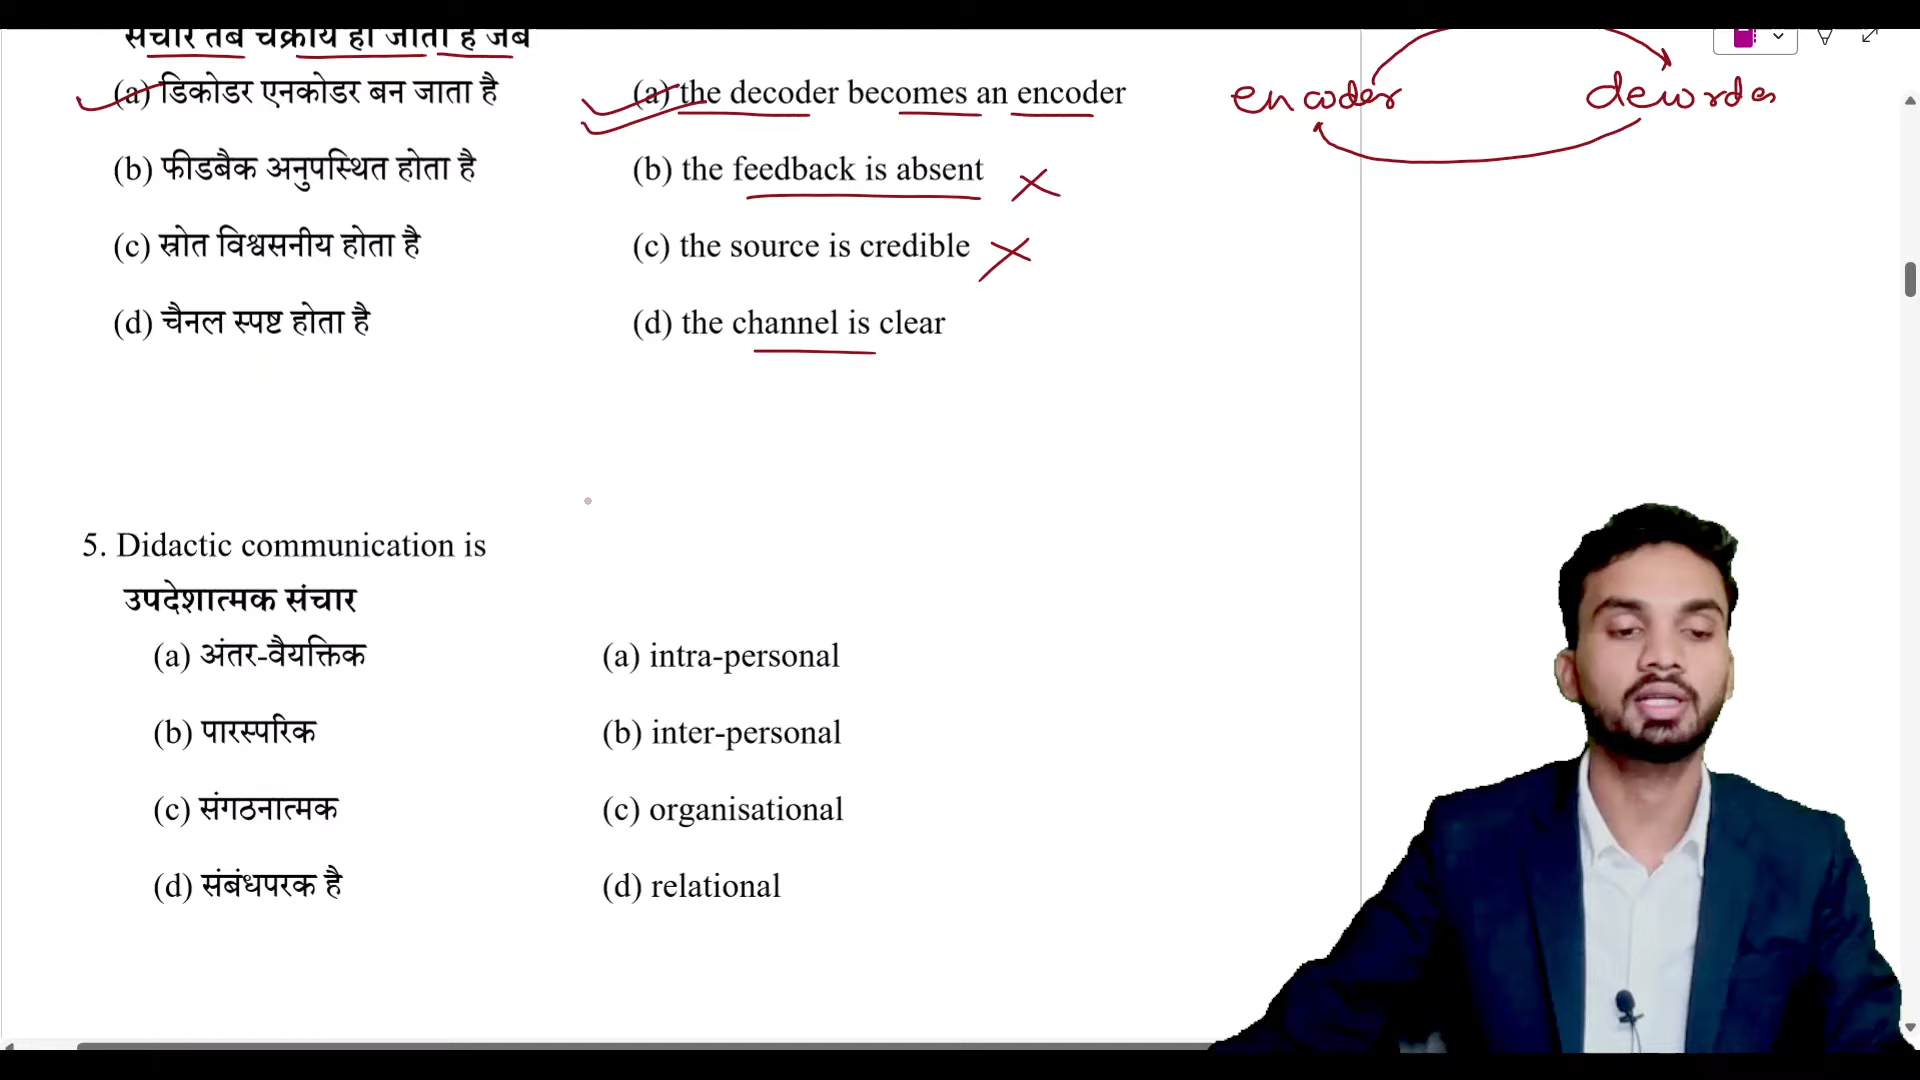 संचार तब चक्रीय हो जाता है जब
(a) डिकोडर एनकोडर बन जाता है
(a) the decoder becomes an encoder
encoder
(b) फीडबैक अनुपस्थित होता है
(b) the feedback is absent
(c) स्रोत विश्वसनीय होता है
(c) the source is credible
(d) चैनल स्पष्ट होता है
(d) the channel is clear
5. Didactic communication is
उपदेशात्मक संचार
(a) अंतर-वैयक्तिक
(a) intra-personal
(b) पारस्परिक
(b) inter-personal
(c) संगठनात्मक
(c) organisational
(d) संबंधपरक है
(d) relational